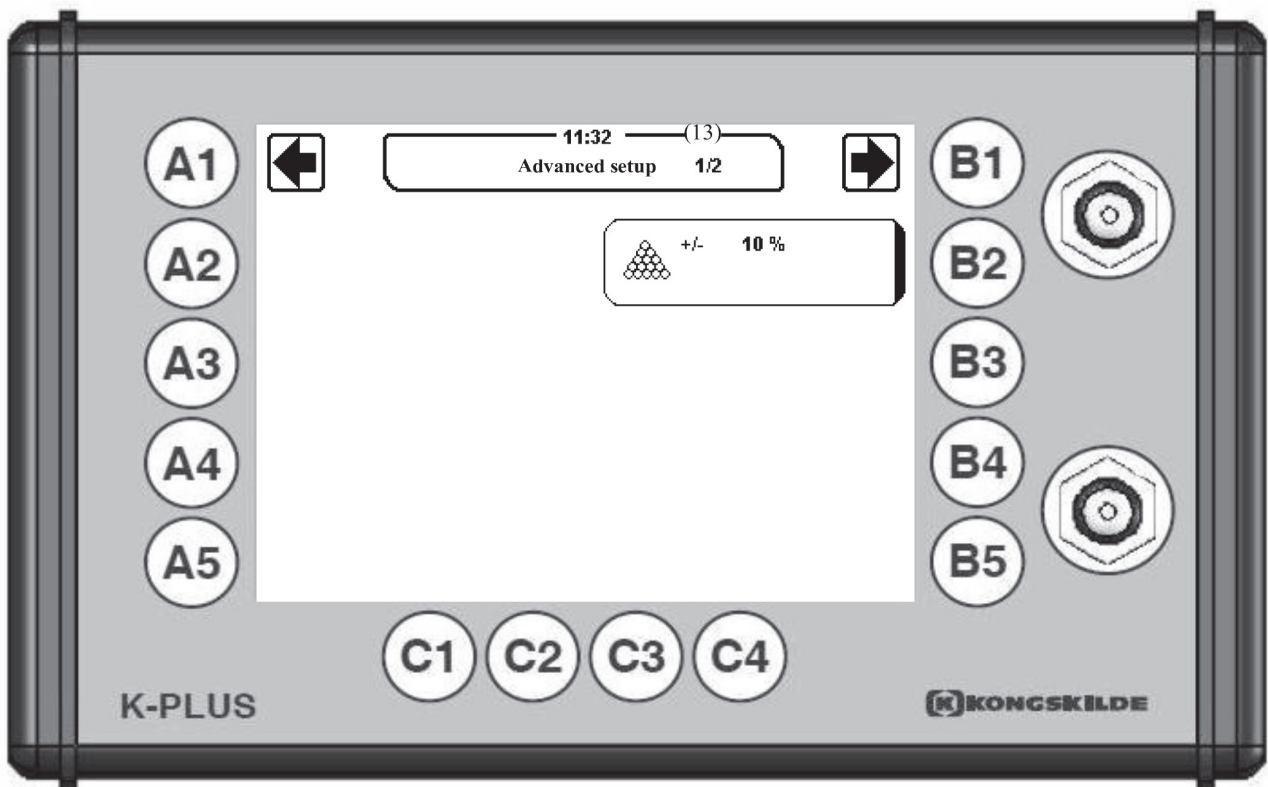 11:32 (13)
Advanced setup 1/2
A1
B1
+/- 10 %
A2
B2
A3
B3
A4
B4
A5
B5
C1 C2 C3 C4
K-PLUS
KKONGSKILDE